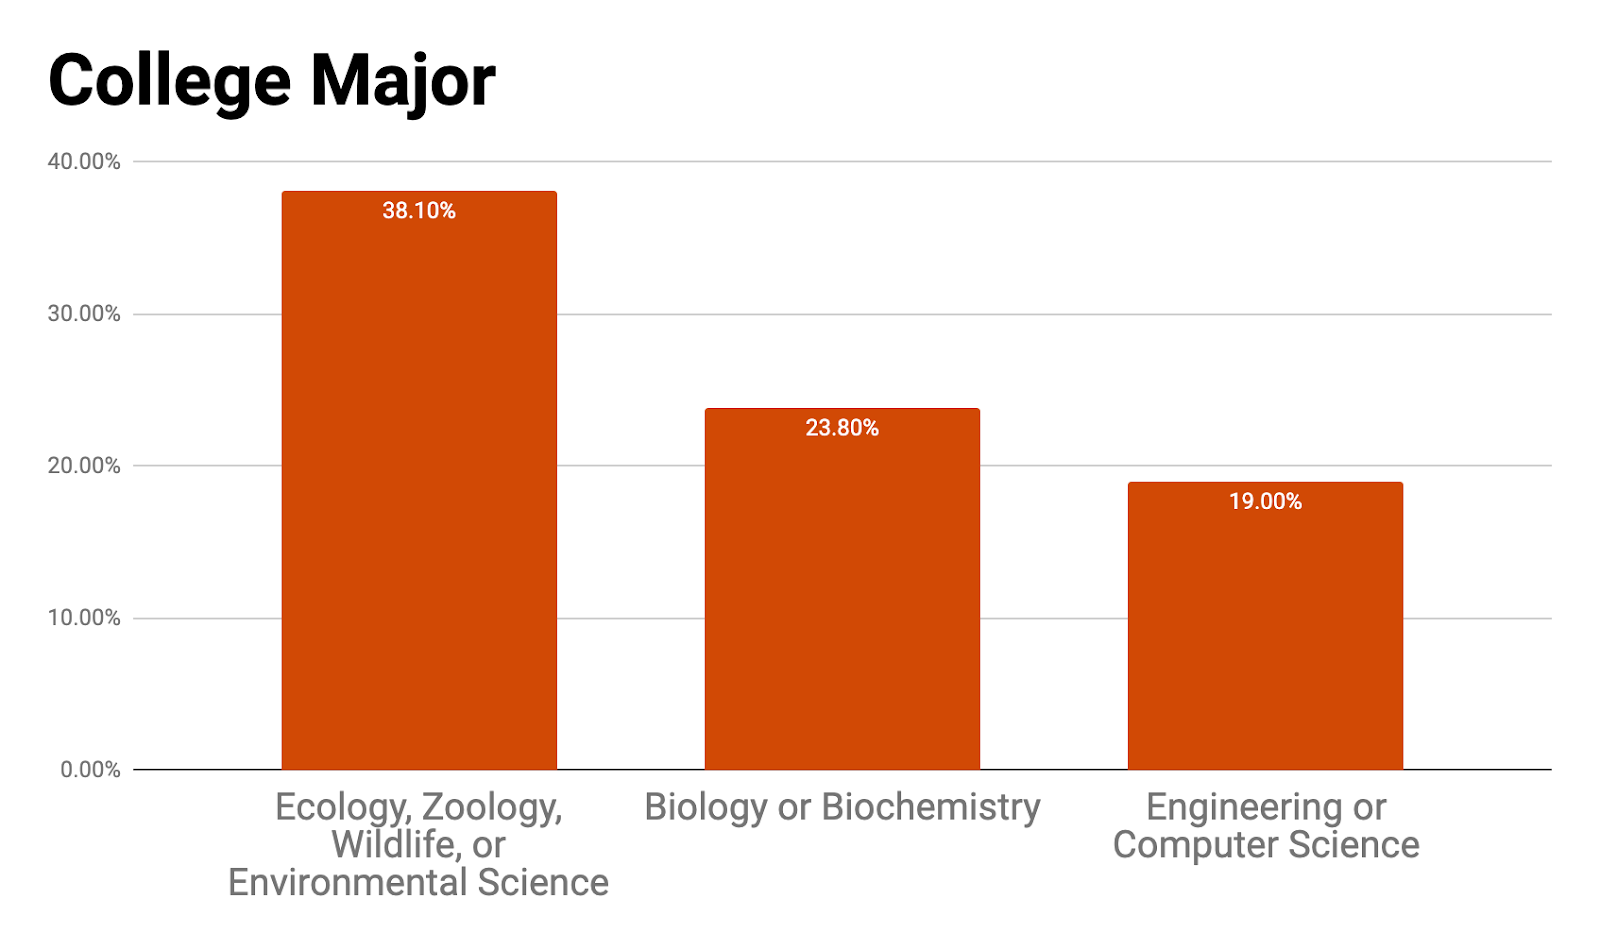 College Major
40.00%
38.10%
30.00%
23.80%
20.00%
19.00%
10.00%
0.00%
Ecology, Zoology,
Wildlife, or
Environmental Science
Biology or Biochemistry
Engineering or
Computer Science